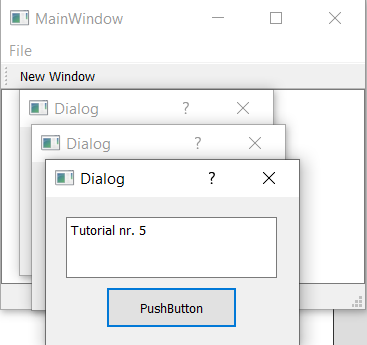 MainWindow
File
New Window
Dialog ?
Dialog ?
Dialog ?
Tutorial nr. 5
PushButton